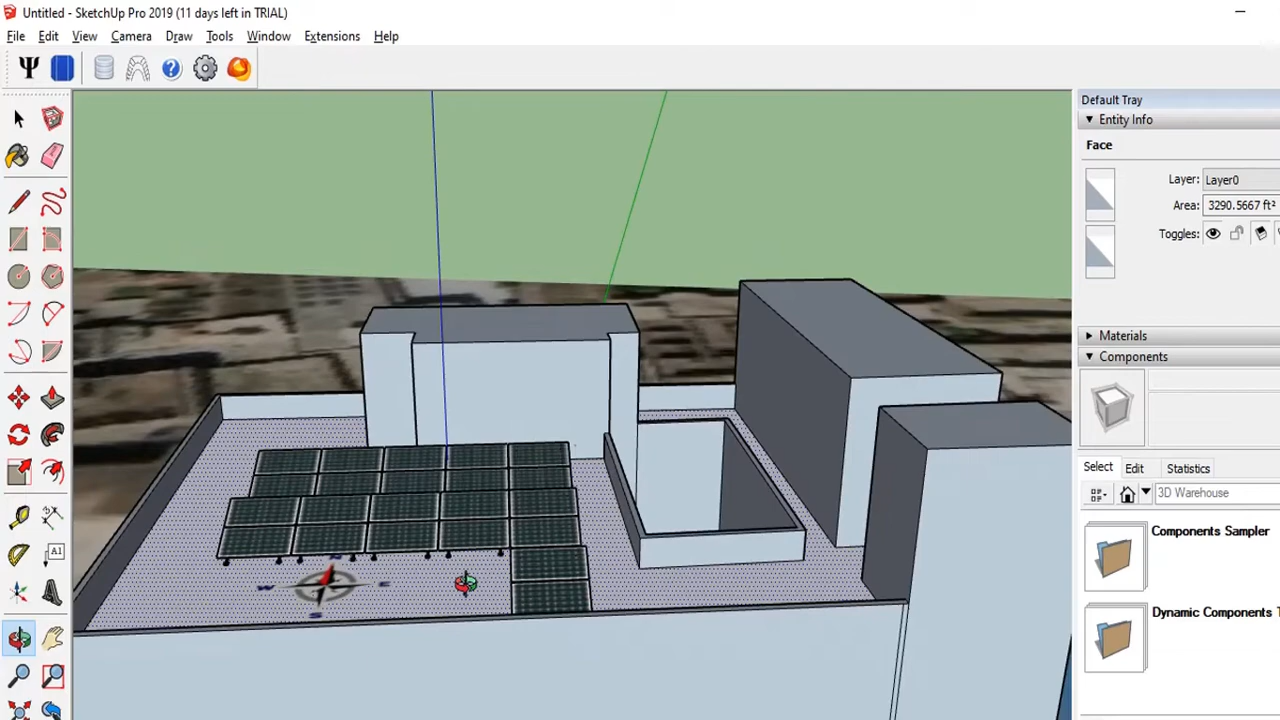 Untitled - SketchUp Pro 2019 (11 days left in TRIAL)
File Edit View Camera Draw Tools Window Extensions Help
Default Tray
Entity Info
Face
Layer: Layer0
Area: 3290.5667 ft²
Toggles:
Materials
Components
Select Edit Statistics
3D Warehouse
Components Sampler
Dynamic Components T
A1